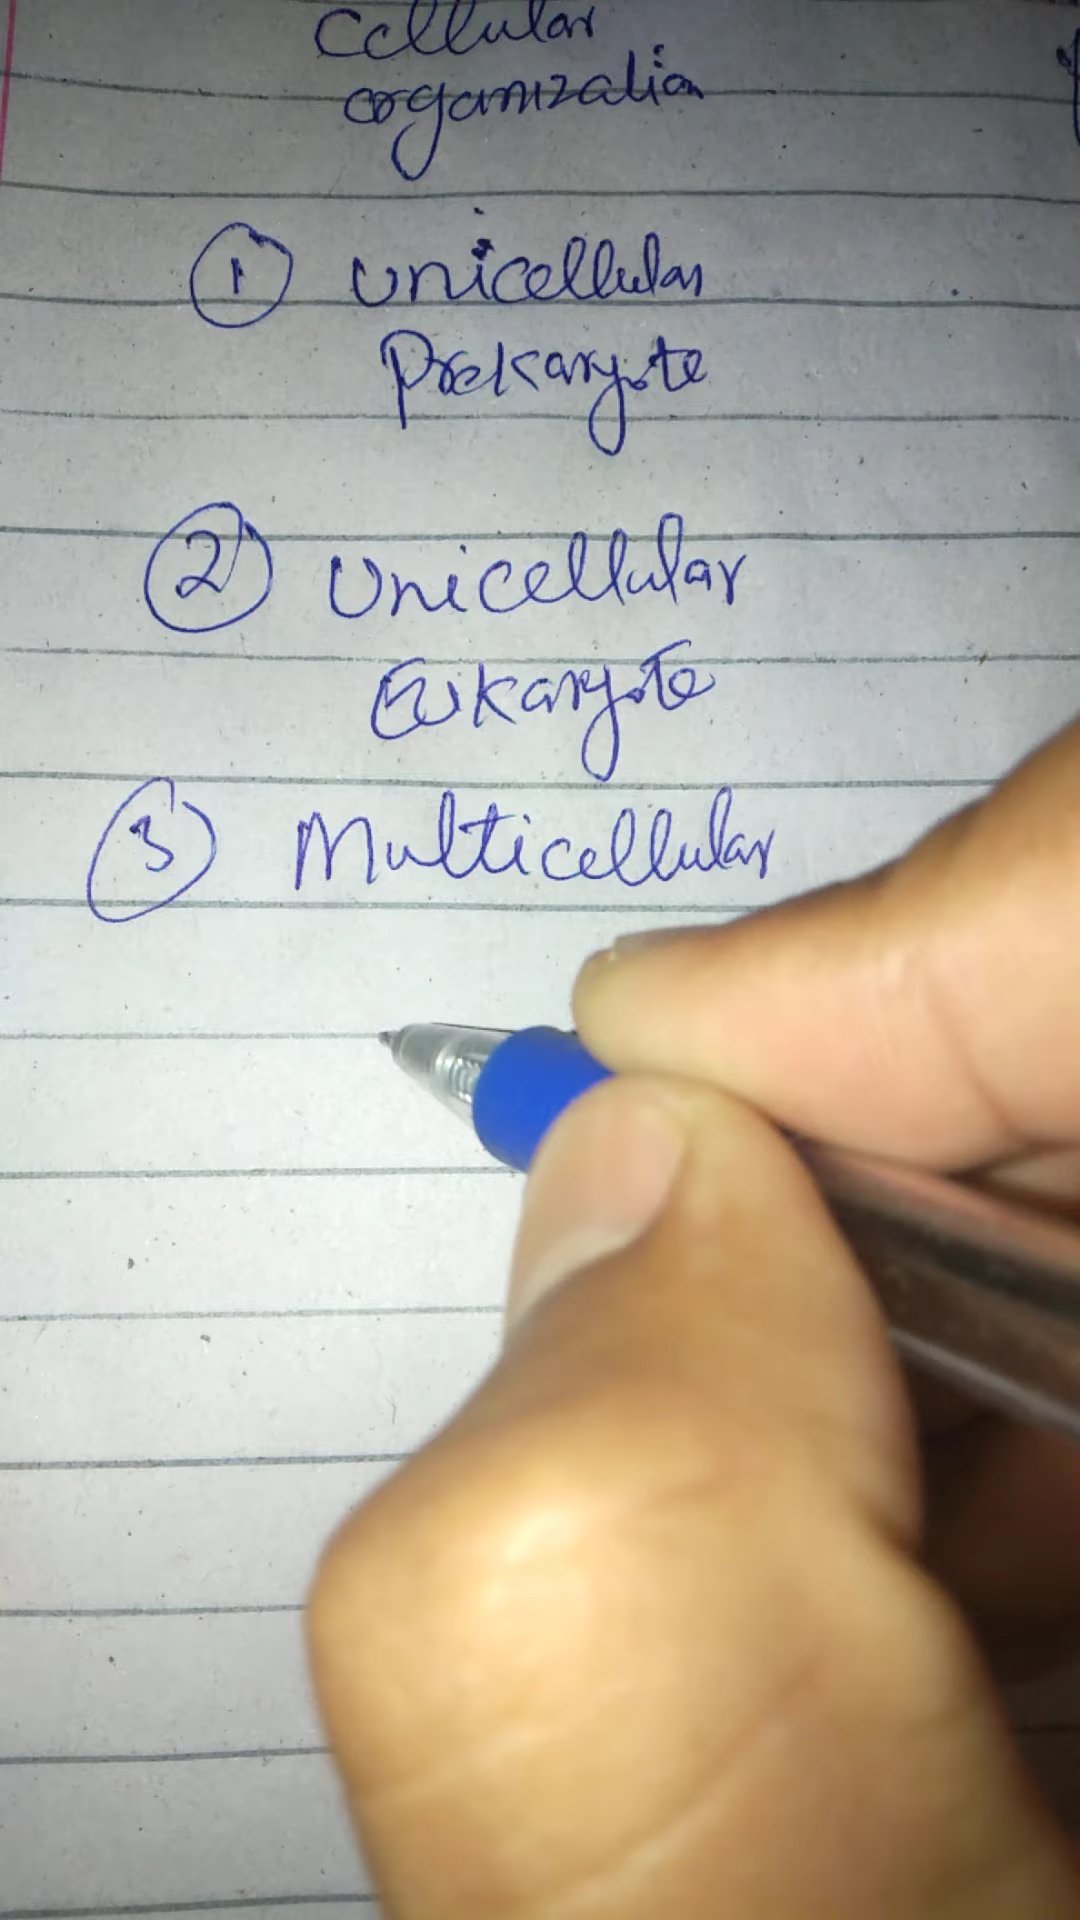 Cellular
organization
① unicellular
Prokaryote
② Unicellular
Eukaryote
③ Multicellular